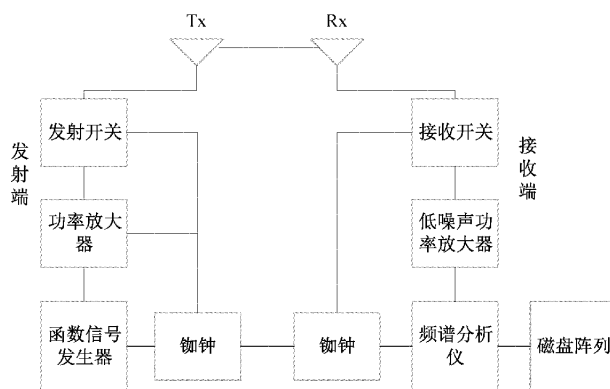 Tx
Rx
发射端
发射开关
接收开关
接收端
功率放大
器
低噪声功
率放大器
函数信号
发生器
铷钟
铷钟
频谱分析
仪
磁盘阵列